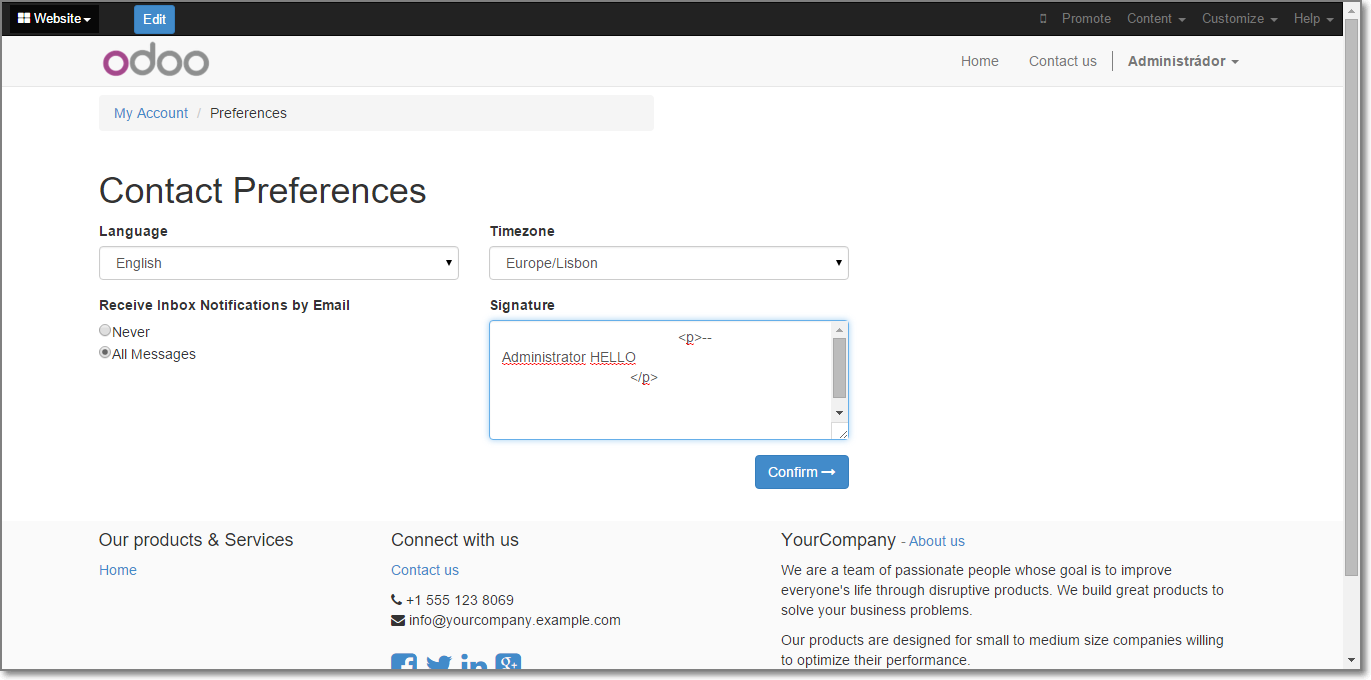 Website Edit Promote Content Customize Help
odoo Home Contact us Administrádor
My Account / Preferences
Contact Preferences
Language Timezone
English Europe/Lisbon
Receive Inbox Notifications by Email Signature
Never
All Messages
<p>--
Administrator HELLO
</p>
Confirm
Our products & Services
Home
Connect with us
Contact us
+1 555 123 8069
info@yourcompany.example.com
YourCompany - About us
We are a team of passionate people whose goal is to improve
everyone's life through disruptive products. We build great products to
solve your business problems.
Our products are designed for small to medium size companies willing
to optimize their performance.